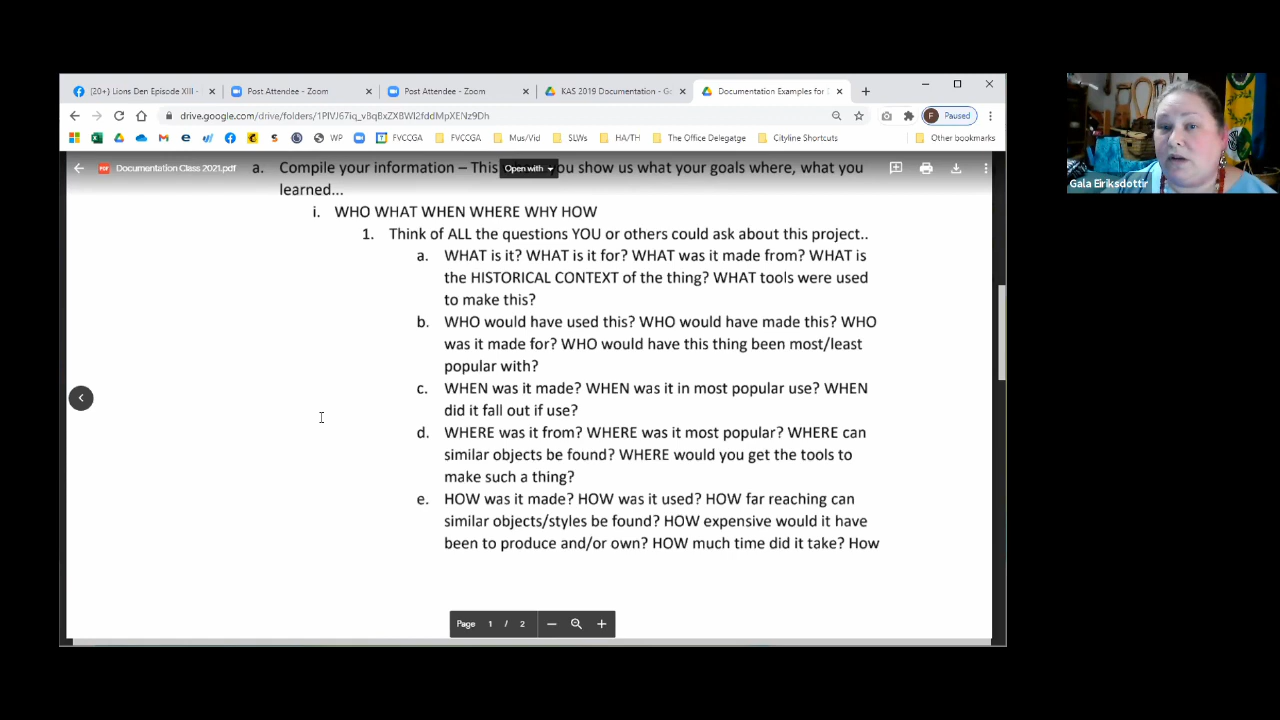 (20+) Lions Den Episode XIII -
Post Attendee - Zoom
Post Attendee - Zoom
KAS 2019 Documentation - Go
Documentation Examples for D
drive.google.com/drive/folders/1PlVJ67iq_vBqBxZXBWI2fddMpXENz9Dh
Paused
WP
FVCCGA
FVCCGA
Mus/Vid
SLWs
HA/TH
The Office Delegatge
Cityline Shortcuts
Other bookmarks
Documentation Class 2021.pdf
Open with
a. Compile your information – This you show us what your goals where, what you
learned...
i. WHO WHAT WHEN WHERE WHY HOW
1. Think of ALL the questions YOU or others could ask about this project..
a. WHAT is it? WHAT is it for? WHAT was it made from? WHAT is
the HISTORICAL CONTEXT of the thing? WHAT tools were used
to make this?
b. WHO would have used this? WHO would have made this? WHO
was it made for? WHO would have this thing been most/least
popular with?
c. WHEN was it made? WHEN was it in most popular use? WHEN
did it fall out if use?
d. WHERE was it from? WHERE was it most popular? WHERE can
similar objects be found? WHERE would you get the tools to
make such a thing?
e. HOW was it made? HOW was it used? HOW far reaching can
similar objects/styles be found? HOW expensive would it have
been to produce and/or own? HOW much time did it take? How
Page 1 / 2
Gala Eiriksdottir